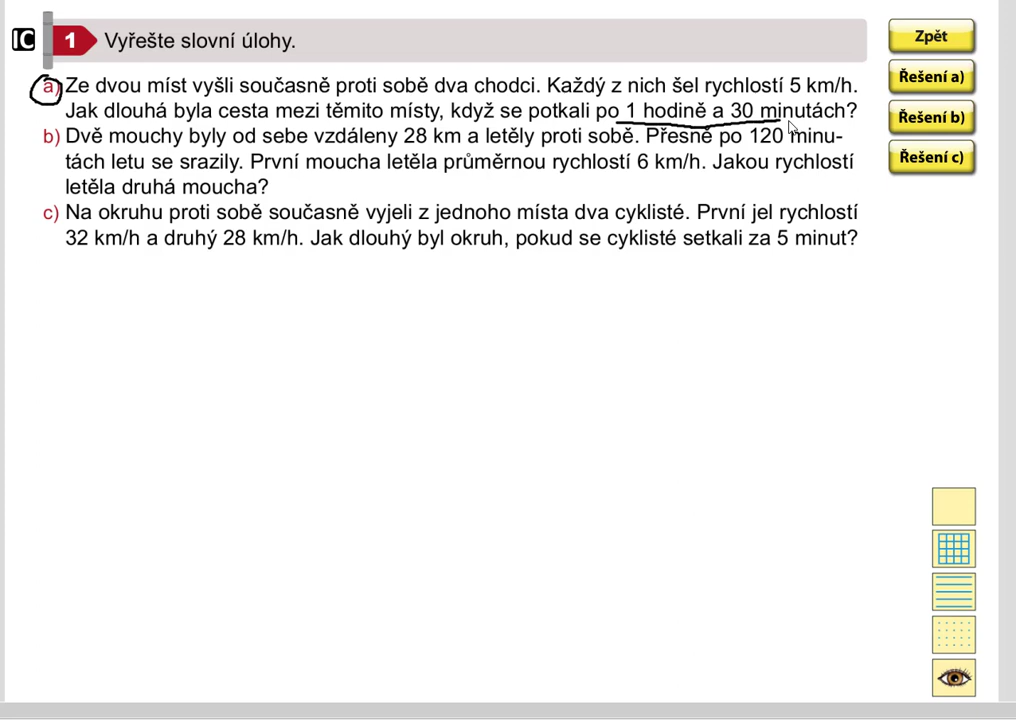 IC 1 Vyřešte slovní úlohy.
a) Ze dvou míst vyšli současně proti sobě dva chodci. Každý z nich šel rychlostí 5 km/h.
Jak dlouhá byla cesta mezi těmito místy, když se potkali po 1 hodině a 30 minutách?
b) Dvě mouchy byly od sebe vzdáleny 28 km a letěly proti sobě. Přesně po 120 minu-
tách letu se srazily. První moucha letěla průměrnou rychlostí 6 km/h. Jakou rychlostí
letěla druhá moucha?
c) Na okruhu proti sobě současně vyjeli z jednoho místa dva cyklisté. První jel rychlostí
32 km/h a druhý 28 km/h. Jak dlouhý byl okruh, pokud se cyklisté setkali za 5 minut?
Zpět
Řešení a)
Řešení b)
Řešení c)